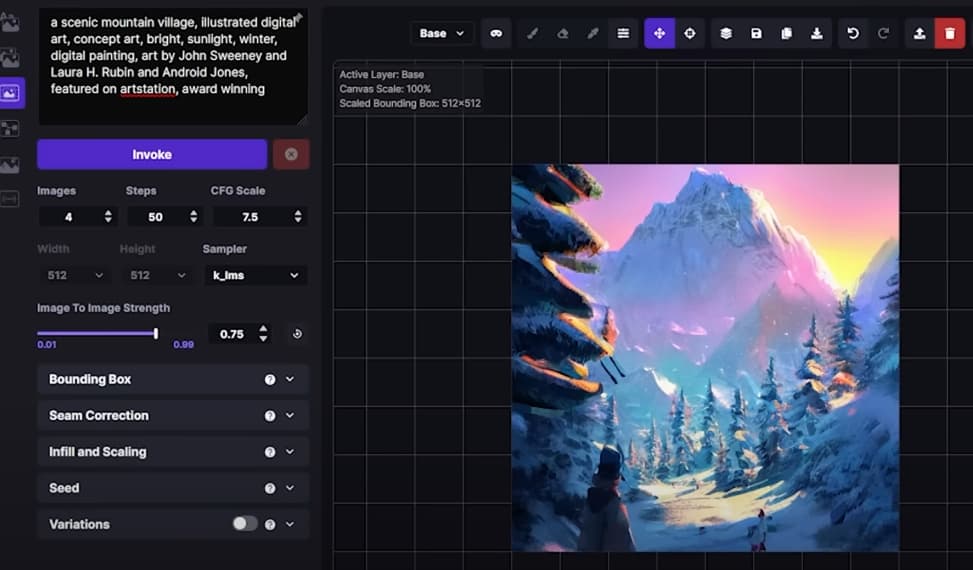 a scenic mountain village, illustrated digital
art, concept art, bright, sunlight, winter,
digital painting, art by John Sweeney and
Laura H. Rubin and Android Jones,
featured on artstation, award winning
Invoke
Images Steps CFG Scale
4 50 7.5
Width Height Sampler
512 512 k_lms
Image To Image Strength
0.75
0.01 0.99
Bounding Box
Seam Correction
Infill and Scaling
Seed
Variations
Base
Active Layer: Base
Canvas Scale: 100%
Scaled Bounding Box: 512×512